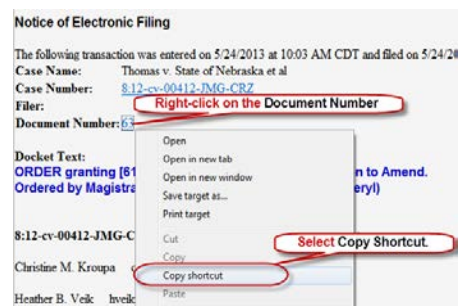 Notice of Electronic Filing
The following transaction was entered on 5/24/2013 at 10:03 AM CDT and filed on 5/24/20
Case Name: Thomas v. State of Nebraska et al
Case Number: 8:12-cv-00412-JMG-CRZ
Filer:
Right-click on the Document Number
Document Number: 63
Open
Docket Text:
Open in new tab
ORDER granting [61 n to Amend.
Open in new window
Ordered by Magistra eryl)
Save target as...
Print target
8:12-cv-00412-JMG-C
Cut
Select Copy Shortcut.
Copy
Christine M. Kroupa
Copy shortcut
Paste
Heather B. Veik hveik